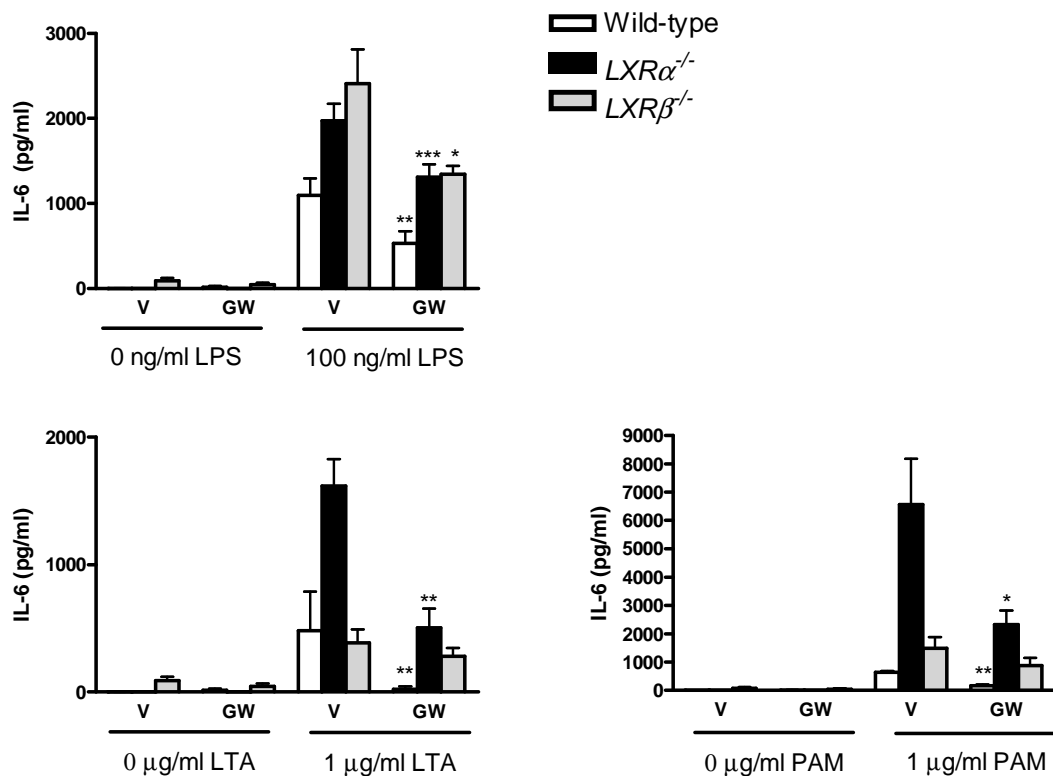 Wild-type
LXRα-/-
LXRβ-/-
IL-6 (pg/ml)
3000
2000
1000
0
*** *
**
V GW V GW
0 ng/ml LPS 100 ng/ml LPS
IL-6 (pg/ml)
2000
1000
0
**
**
V GW V GW
0 μg/ml LTA 1 μg/ml LTA
IL-6 (pg/ml)
9000
8000
7000
6000
5000
4000
3000
2000
1000
0
*
**
V GW V GW
0 μg/ml PAM 1 μg/ml PAM